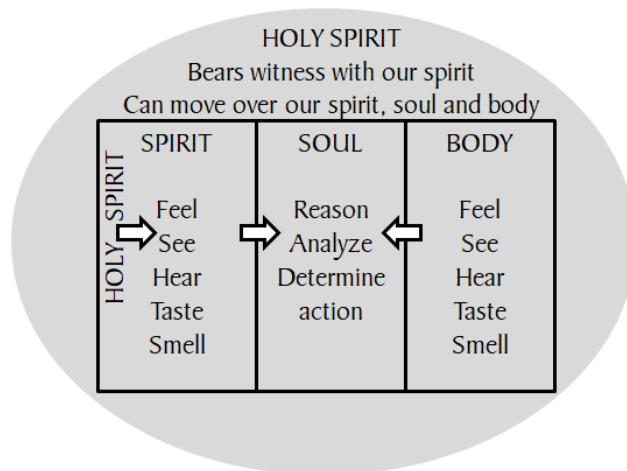 HOLY SPIRIT
Bears witness with our spirit
Can move over our spirit, soul and body
HOLY SPIRIT
SPIRIT
Feel
See
Hear
Taste
Smell
SOUL
Reason
Analyze
Determine
action
BODY
Feel
See
Hear
Taste
Smell